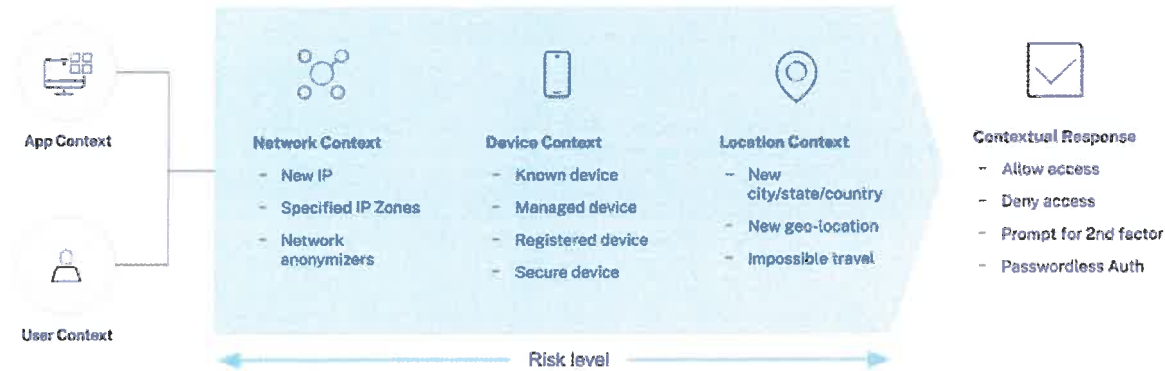 App Context
User Context
Network Context
- New IP
- Specified IP Zones
- Network
anonymizers
Device Context
- Known device
- Managed device
- Registered device
- Secure device
Location Context
- New
city/state/country
- New geo-location
- Impossible travel
Risk level
Contextual Response
- Allow access
- Deny access
- Prompt for 2nd factor
- Passwordless Auth